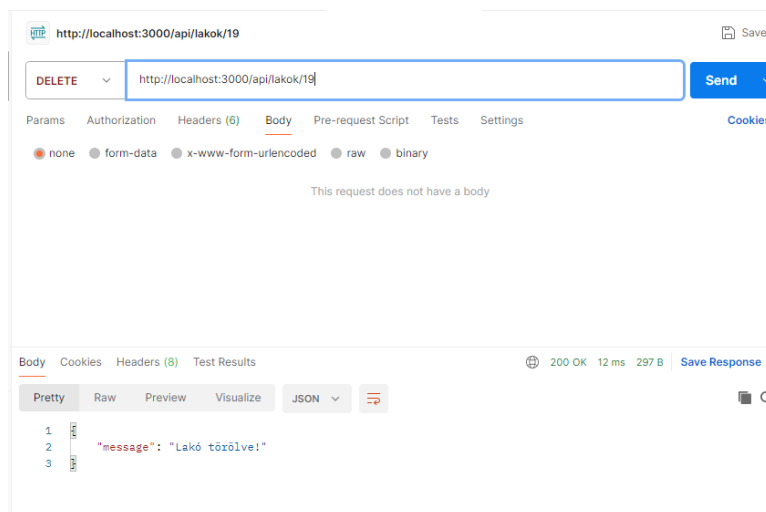 HTTP http://localhost:3000/api/lakok/19 Save
DELETE http://localhost:3000/api/lakok/19 Send
Params Authorization Headers (6) Body Pre-request Script Tests Settings Cookies
none form-data x-www-form-urlencoded raw binary
This request does not have a body
Body Cookies Headers (8) Test Results 200 OK 12 ms 297 B Save Response
Pretty Raw Preview Visualize JSON
1 {
2 "message": "Lakó törölve!"
3 }